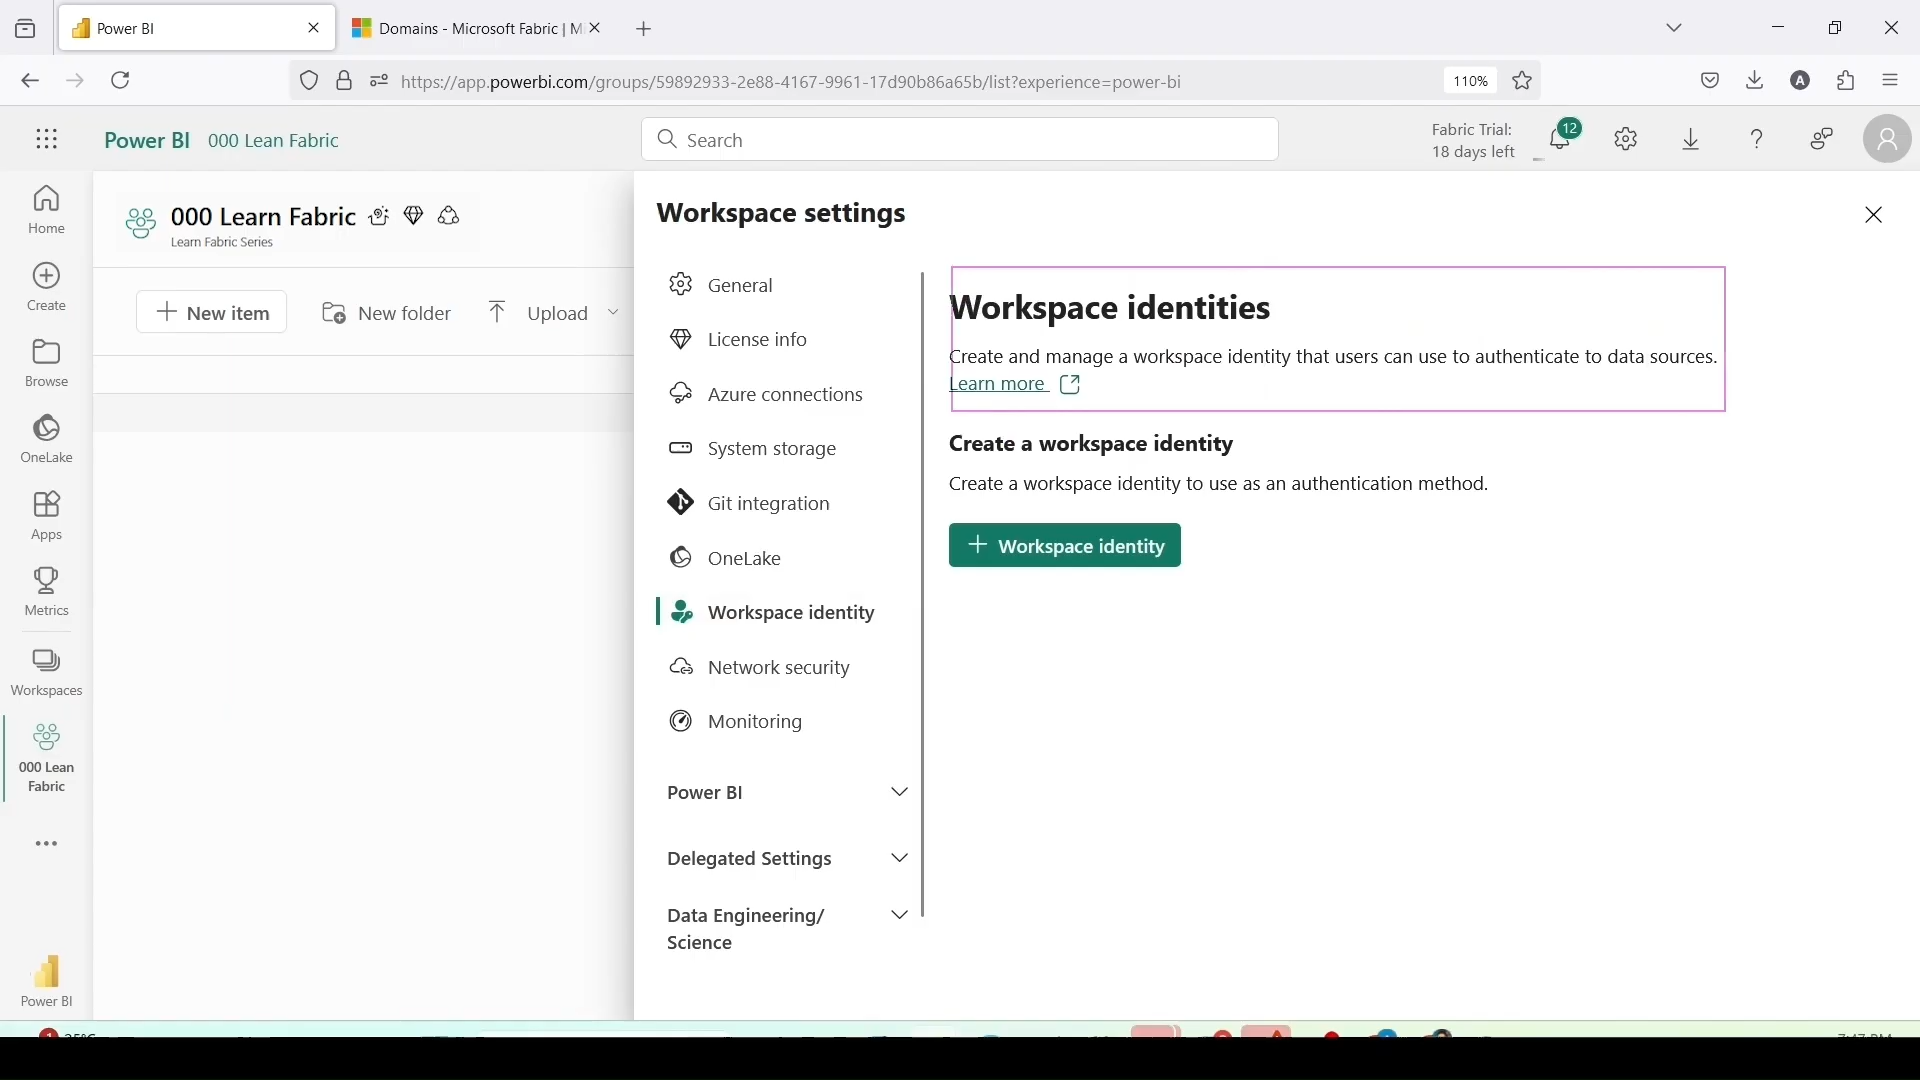 Power BI
Domains - Microsoft Fabric | M
https://app.powerbi.com/groups/59892933-2e88-4167-9961-17d90b86a65b/list?experience=power-bi
110%
A
Power BI
000 Lean Fabric
Search
Fabric Trial:
18 days left
12
Home
Create
Browse
OneLake
Apps
Metrics
Workspaces
000 Lean
Fabric
Power BI
000 Learn Fabric
Learn Fabric Series
New item
New folder
Upload
Workspace settings
General
License info
Azure connections
System storage
Git integration
OneLake
Workspace identity
Network security
Monitoring
Power BI
Delegated Settings
Data Engineering/
Science
Workspace identities
Create and manage a workspace identity that users can use to authenticate to data sources.
Learn more
Create a workspace identity
Create a workspace identity to use as an authentication method.
Workspace identity